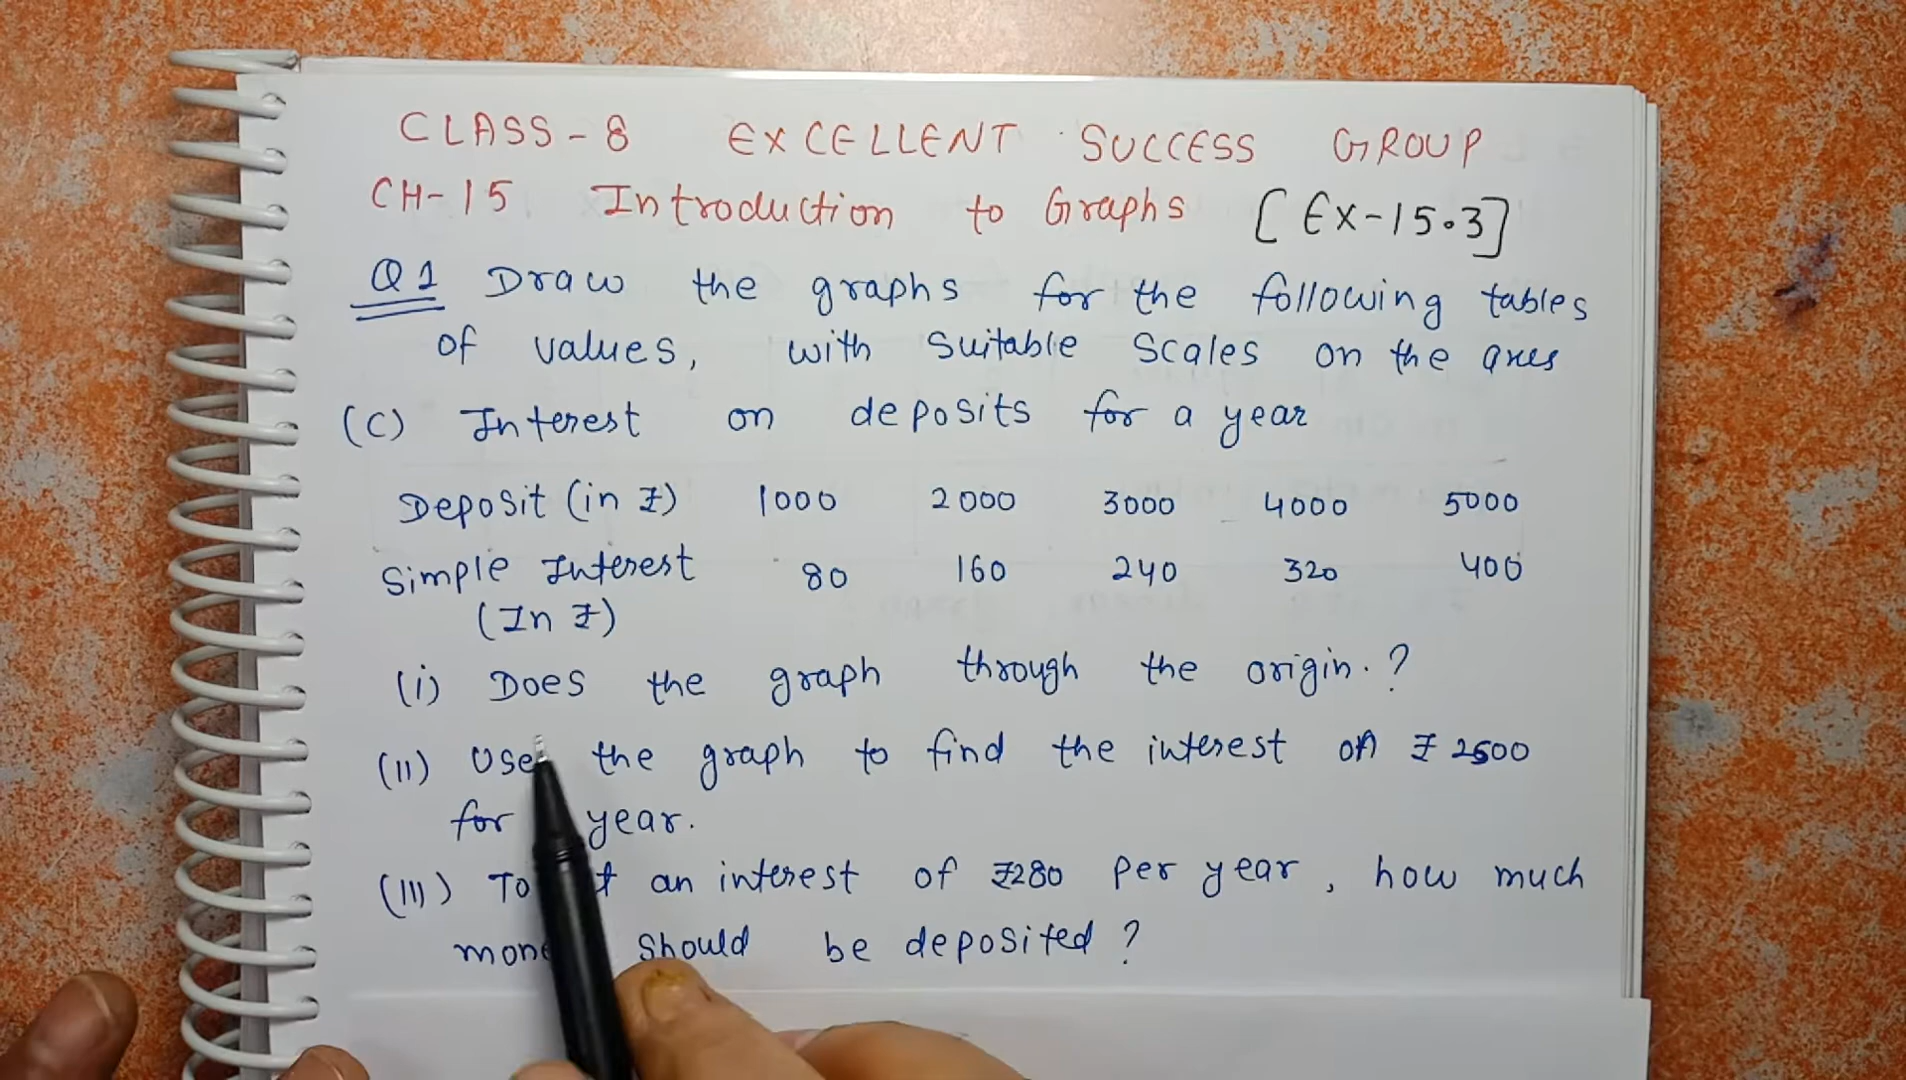 CLASS-8 EXCELLENT SUCCESS GROUP
CH-15 Introduction to Graphs [Ex-15.3]
Q1 Draw the graphs for the following tables
of values, with suitable scales on the axes
(C) Interest on deposits for a year
Deposit (in ₹) 1000 2000 3000 4000 5000
Simple Interest 80 160 240 320 400
(In ₹)
(i) Does the graph through the origin.?
(ii) Use the graph to find the interest on ₹ 2500
for year.
(iii) To an interest of ₹280 per year, how much
should be deposited?